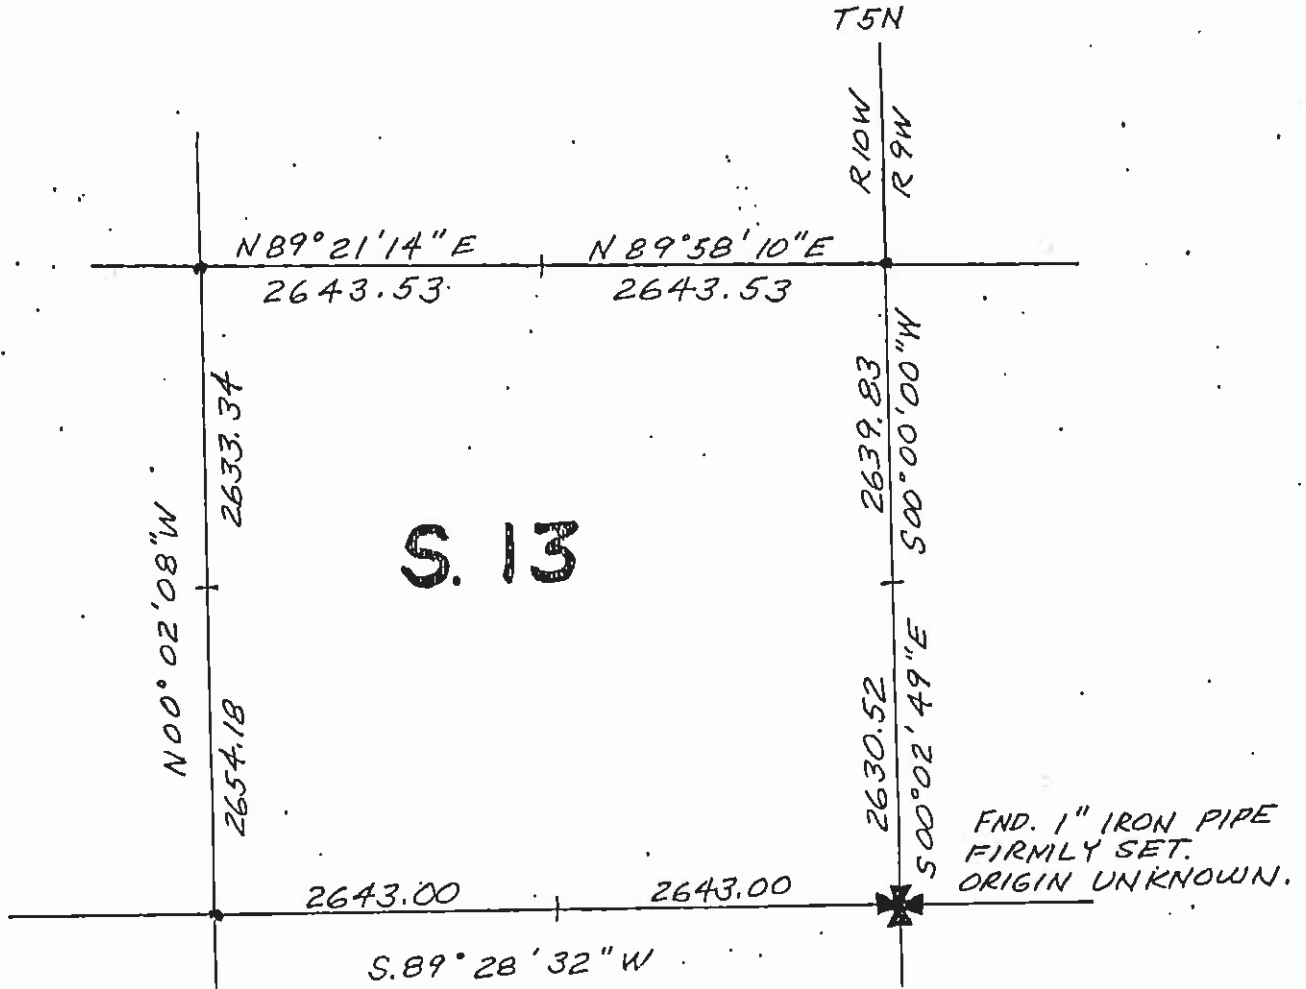 T5N
R10W
R9W
N89°21'14"E
N89°58'10"E
2643.53
2643.53
2633.34
2639.83
S00°00'00"W
S. 13
N00°02'08"W
2654.18
2630.52
S00°02'49"E
FND. 1" IRON PIPE
FIRMLY SET.
ORIGIN UNKNOWN.
2643.00
2643.00
S.89°28'32"W